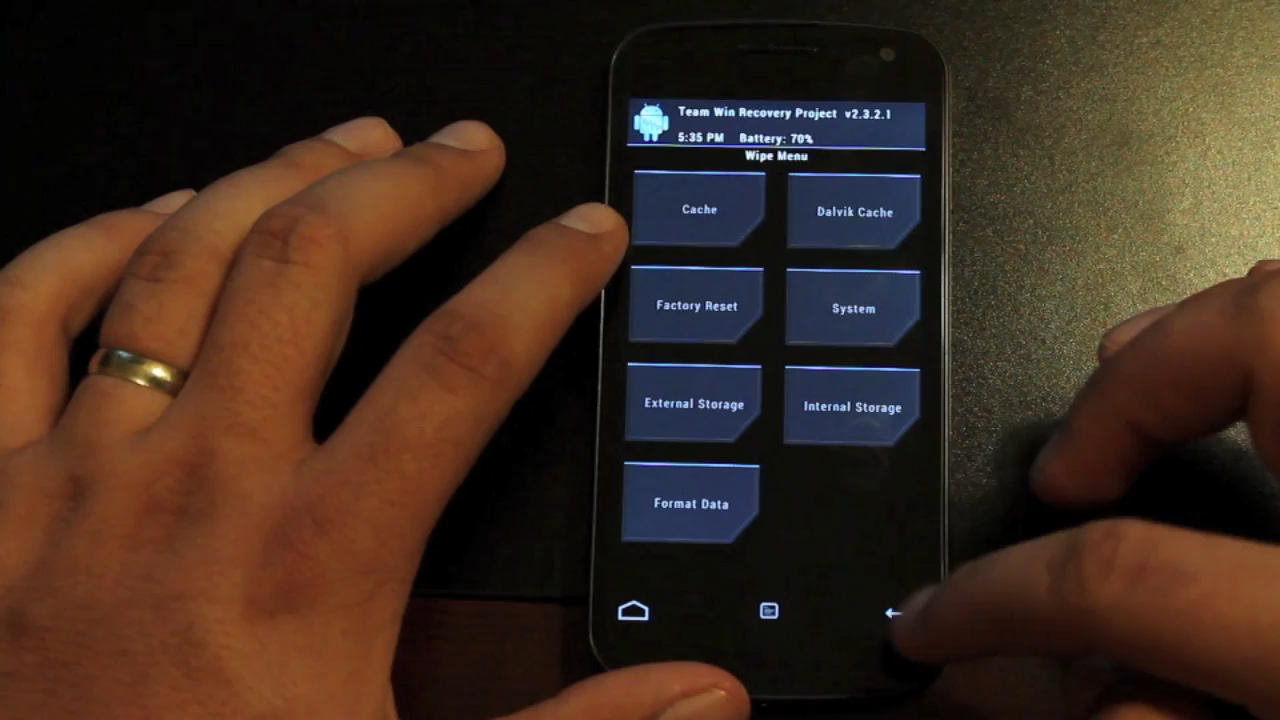 Team Win Recovery Project v2.3.2.1
5:35 PM Battery: 70%
Wipe Menu
Cache
Dalvik Cache
Factory Reset
System
External Storage
Internal Storage
Format Data